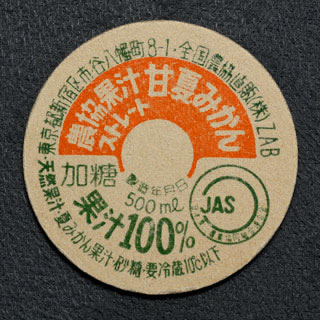 東京都新宿区市谷八幡町8-1・全国農協直販(株)ZAB
農協果汁 甘夏みかん
ストレート
加糖
製造年月日
500ml
果汁100%
JAS
天然果汁・夏みかん果汁・砂糖・要冷蔵10℃以下